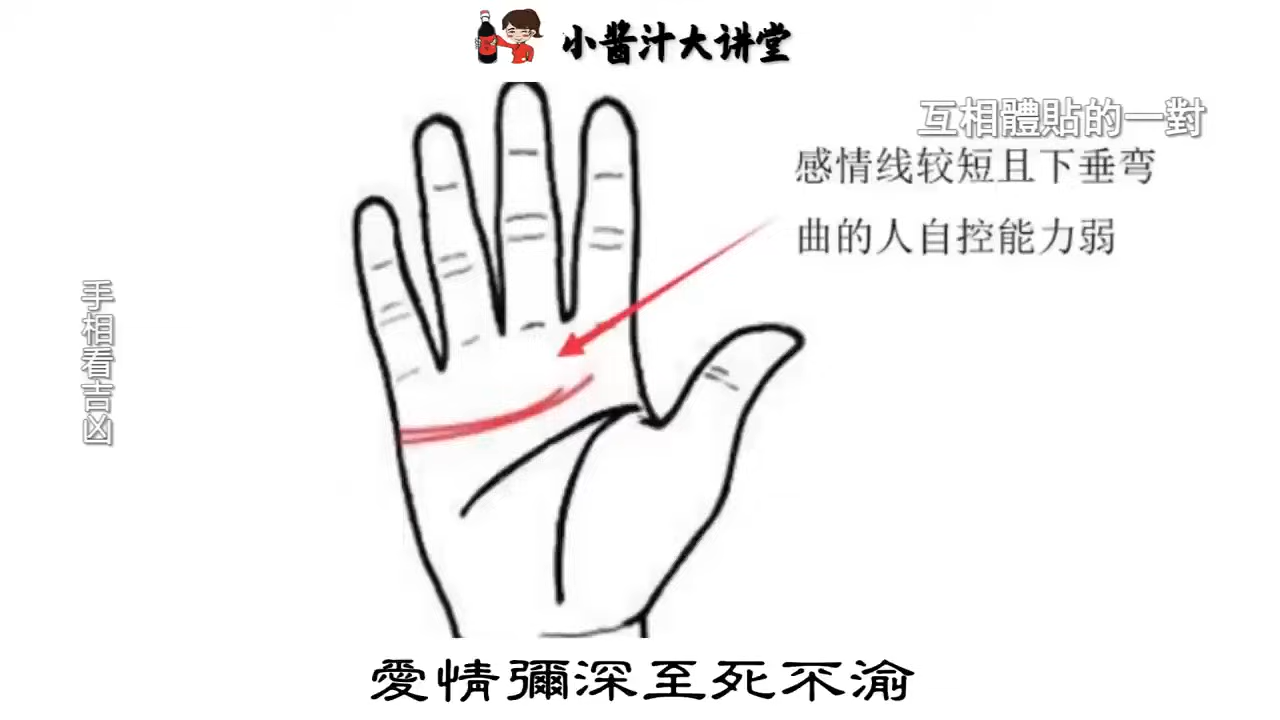 小酱汁大讲堂
互相體貼的一對
感情线较短且下垂弯
曲的人自控能力弱
手相看吉凶
愛情彌深至死不渝